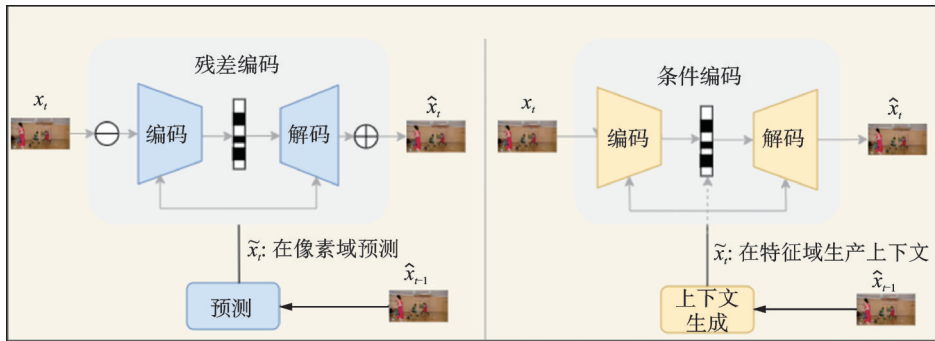 残差编码
x_t
编码
解码
x̂_t
x̃_t: 在像素域预测
x̂_{t-1}
预测
条件编码
x_t
编码
解码
x̂_t
x̃_t: 在特征域生产上下文
x̂_{t-1}
上下文
生成